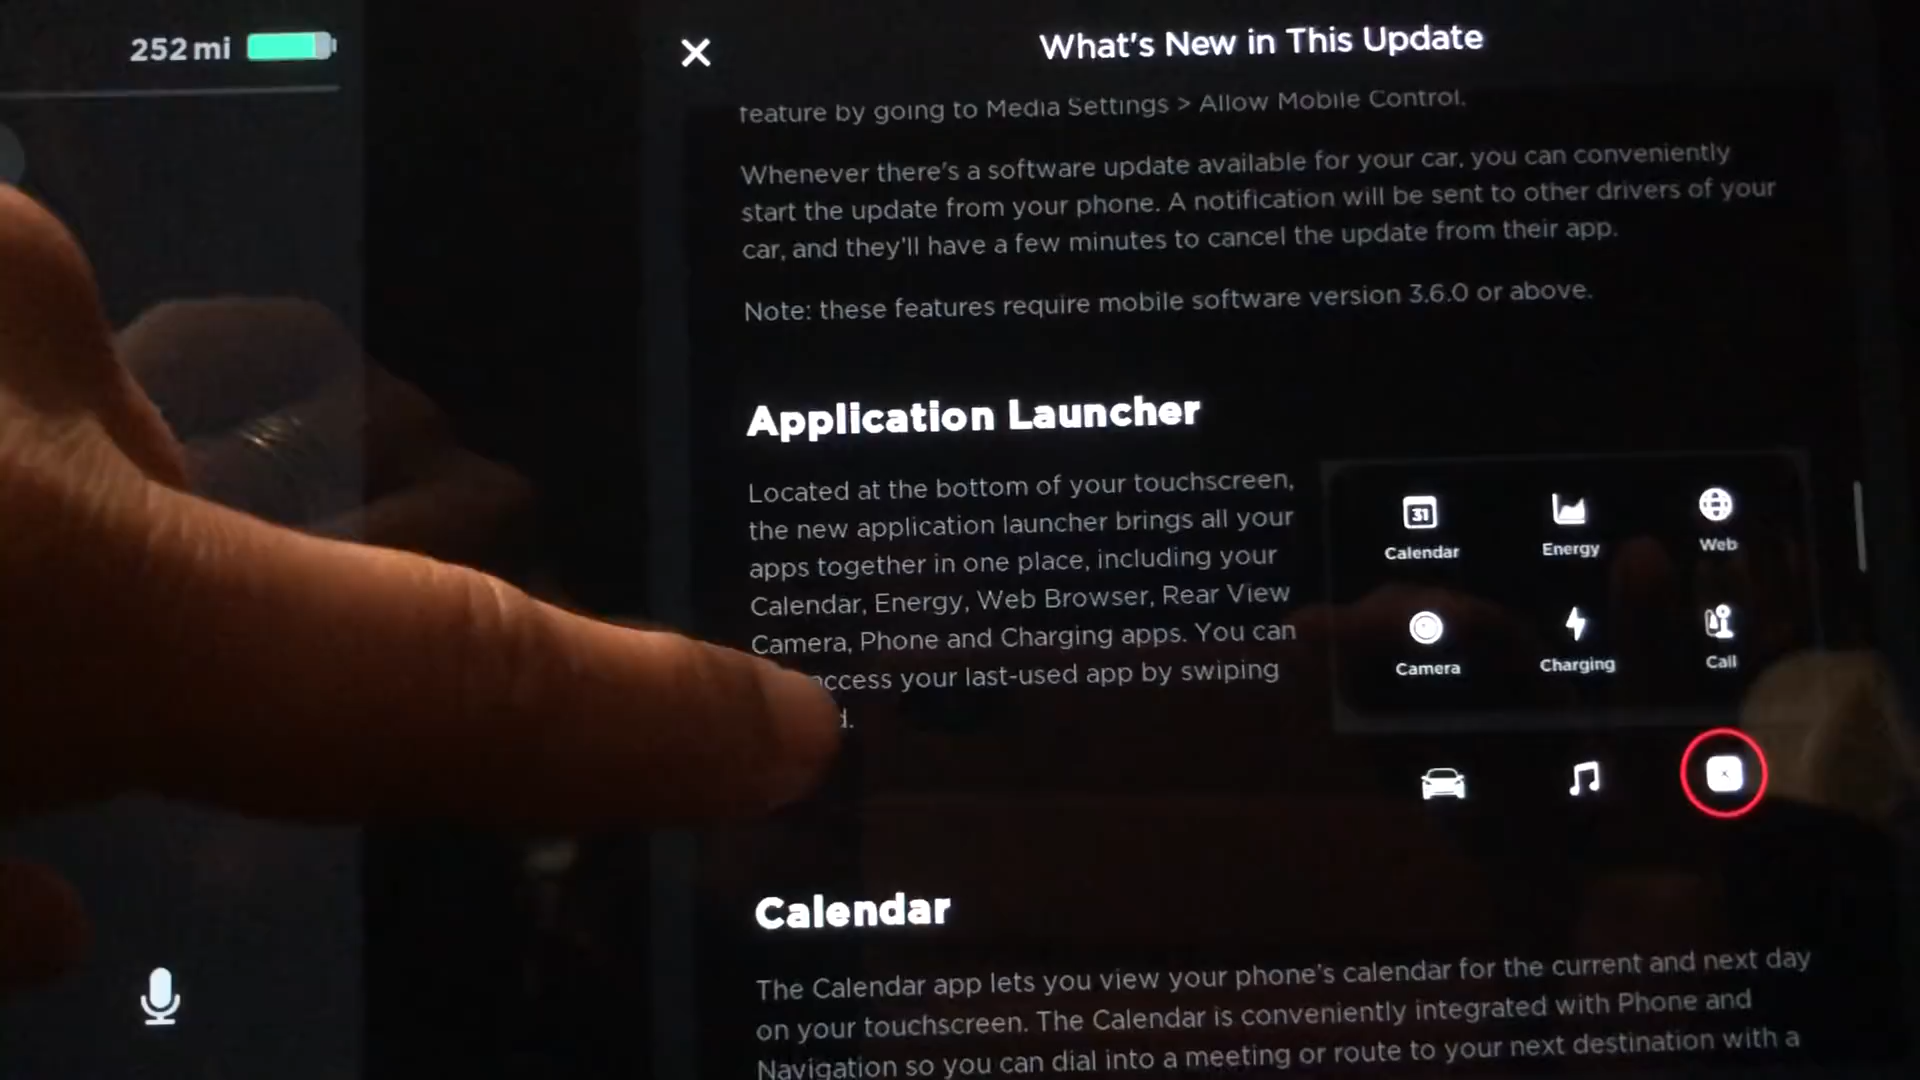 252 mi
What's New in This Update
feature by going to Media Settings > Allow Mobile Control.
Whenever there's a software update available for your car, you can conveniently
start the update from your phone. A notification will be sent to other drivers of your
car, and they'll have a few minutes to cancel the update from their app.
Note: these features require mobile software version 3.6.0 or above.
Application Launcher
Located at the bottom of your touchscreen,
the new application launcher brings all your
apps together in one place, including your
Calendar, Energy, Web Browser, Rear View
Camera, Phone and Charging apps. You can
access your last-used app by swiping
31
Calendar
Energy
Web
Camera
Charging
Call
Calendar
The Calendar app lets you view your phone's calendar for the current and next day
on your touchscreen. The Calendar is conveniently integrated with Phone and
Navigation so you can dial into a meeting or route to your next destination with a